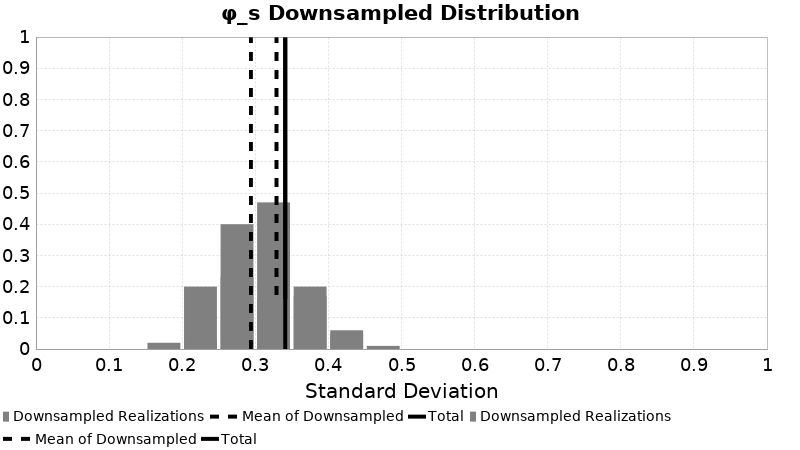 φ_s Downsampled Distribution
1
0.9
0.8
0.7
0.6
0.5
0.4
0.3
0.2
0.1
0
0 0.1 0.2 0.3 0.4 0.5 0.6 0.7 0.8 0.9 1
Standard Deviation
Downsampled Realizations Mean of Downsampled Total Downsampled Realizations
Mean of Downsampled Total